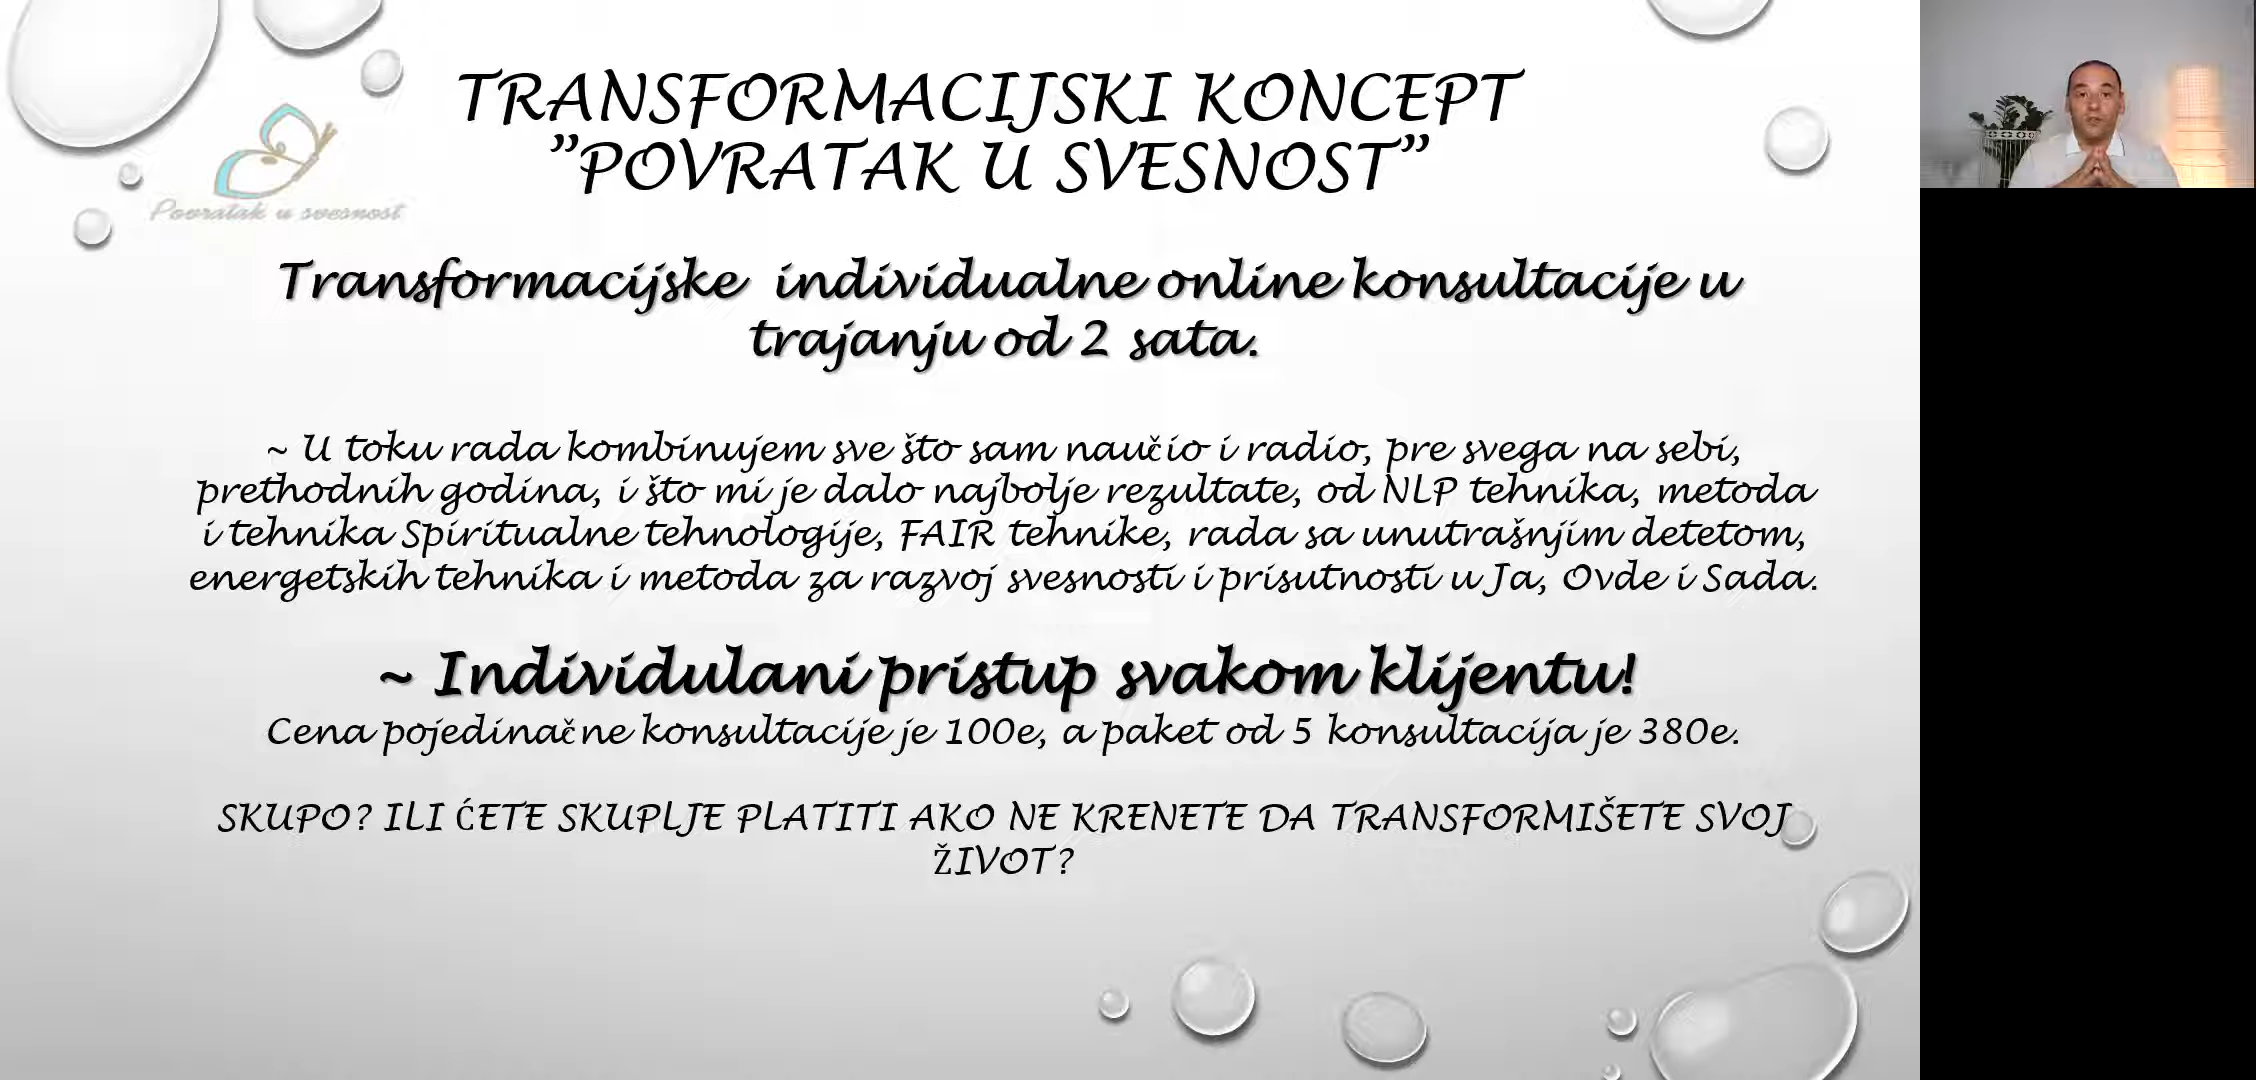 TRANSFORMACIJSKI KONCEPT
”POVRATAK U SVESNOST”
Povratak u svesnost
Transformacijske individualne online konsultacije u
trajanju od 2 sata.
~ U toku rada kombinujem sve što sam naučio i radio, pre svega na sebi,
prethodnih godina, i što mi je dalo najbolje rezultate, od NLP tehnika, metoda
i tehnika Spiritualne tehnologije, FAIR tehnike, rada sa unutrašnjim detetom,
energetskih tehnika i metoda za razvoj svesnosti i prisutnosti u Ja, Ovde i Sada.
~ Individulani pristup svakom klijentu!
Cena pojedinačne konsultacije je 100e, a paket od 5 konsultacija je 380e.
SKUPO? ILI ĆETE SKUPLJE PLATITI AKO NE KRENETE DA TRANSFORMIŠETE SVOJ
ŽIVOT?